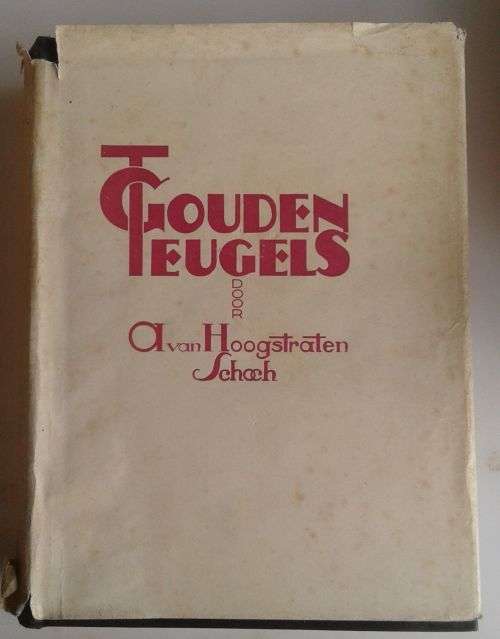 GOUDEN
TEUGELS
DOOR
A van Hoogstraten
Schoch